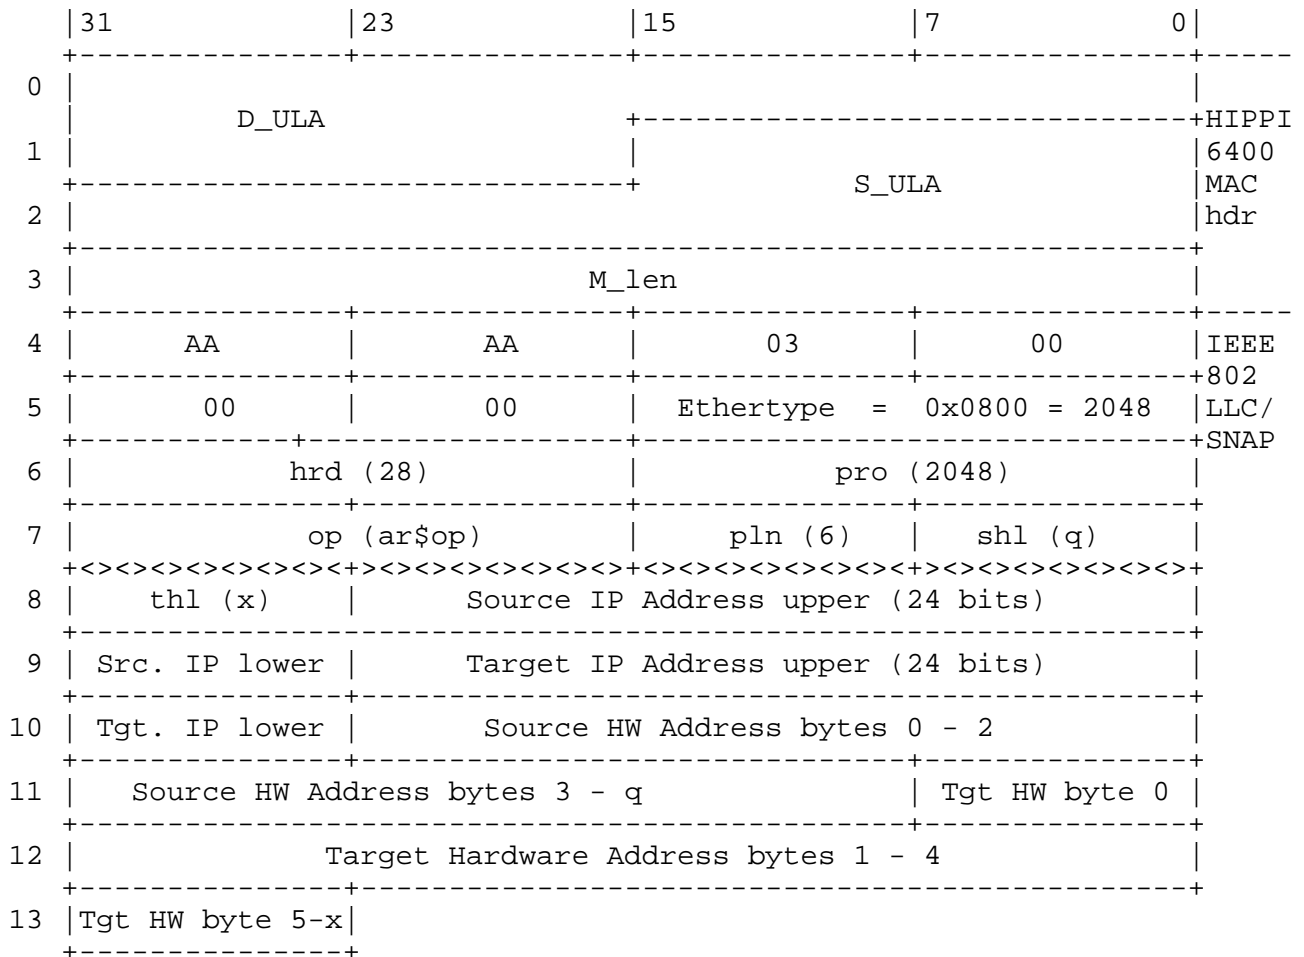 |31 |23 |15 |7 0|
+---------------+---------------+---------------+---------------+-----
0 | |
| D_ULA +-------------------------------+HIPPI
1 | | |6400
+-------------------------------+ S_ULA |MAC
2 | |hdr
+---------------------------------------------------------------+
3 | M_len |
+---------------+---------------+---------------+---------------+-----
4 | AA | AA | 03 | 00 |IEEE
+---------------+---------------+---------------+---------------+802
5 | 00 | 00 | Ethertype = 0x0800 = 2048 |LLC/
+------------+------------------+-------------------------------+SNAP
6 | hrd (28) | pro (2048) |
+---------------+---------------+---------------+---------------+
7 | op (ar$op) | pln (6) | shl (q) |
+<><><><><><><><+><><><><><><><>+<><><><><><><><+><><><><><><><>+
8 | thl (x) | Source IP Address upper (24 bits) |
+---------------------------------------------------------------+
9 | Src. IP lower | Target IP Address upper (24 bits) |
+---------------+-----------------------------------------------+
10 | Tgt. IP lower | Source HW Address bytes 0 - 2 |
+---------------+-------------------------------+---------------+
11 | Source HW Address bytes 3 - q | Tgt HW byte 0 |
+-----------------------------------------------+---------------+
12 | Target Hardware Address bytes 1 - 4 |
+---------------+-----------------------------------------------+
13 |Tgt HW byte 5-x|
+---------------+